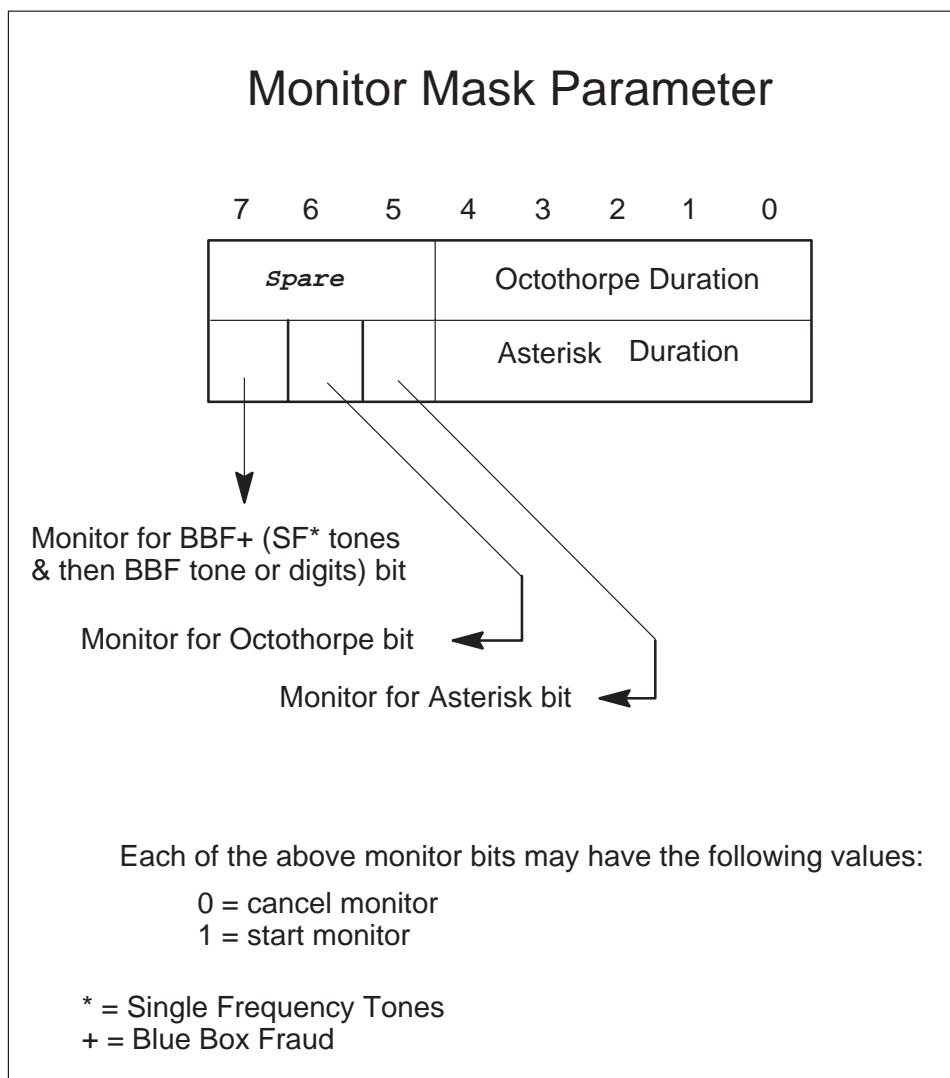 Monitor Mask Parameter
7 6 5 4 3 2 1 0
Spare Octothorpe Duration
Asterisk Duration
Monitor for BBF+ (SF* tones
& then BBF tone or digits) bit
Monitor for Octothorpe bit
Monitor for Asterisk bit
Each of the above monitor bits may have the following values:
0 = cancel monitor
1 = start monitor
* = Single Frequency Tones
+ = Blue Box Fraud